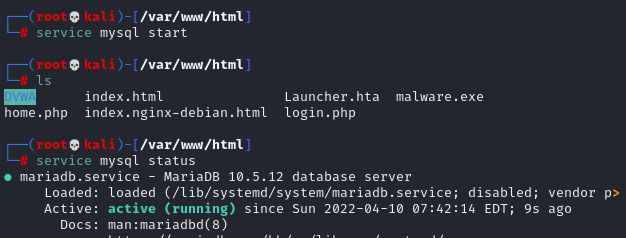 (root💀kali)-[/var/www/html]
# service mysql start
(root💀kali)-[/var/www/html]
# ls
DVWA index.html Launcher.hta malware.exe
home.php index.nginx-debian.html login.php
(root💀kali)-[/var/www/html]
# service mysql status
● mariadb.service - MariaDB 10.5.12 database server
Loaded: loaded (/lib/systemd/system/mariadb.service; disabled; vendor p>
Active: active (running) since Sun 2022-04-10 07:42:14 EDT; 9s ago
Docs: man:mariadbd(8)